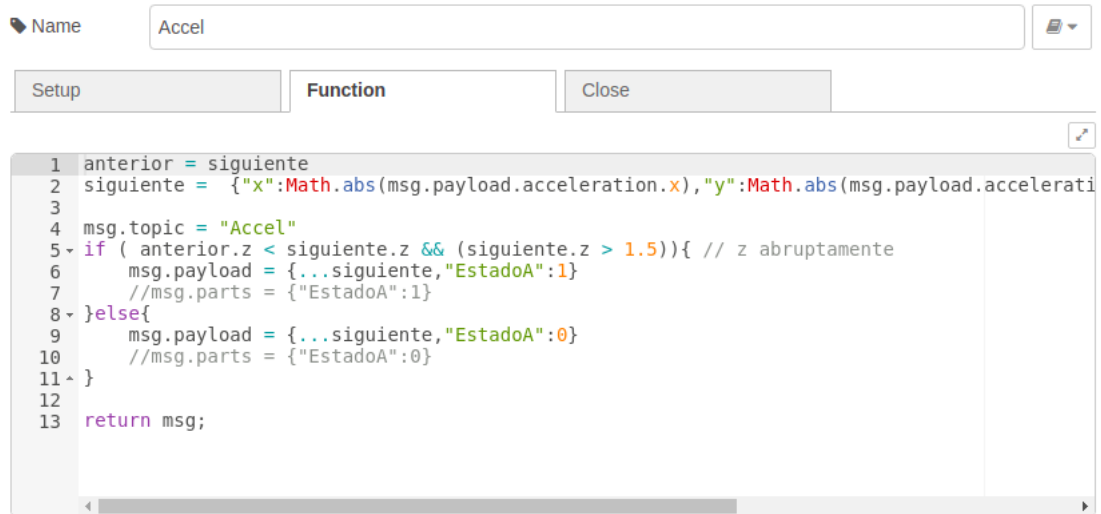 Name
Accel
Setup
Function
Close
1 anterior = siguiente
2 siguiente =  {"x":Math.abs(msg.payload.acceleration.x),"y":Math.abs(msg.payload.accelerati
3
4 msg.topic = "Accel"
5 if ( anterior.z < siguiente.z && (siguiente.z > 1.5)){ // z abruptamente
6     msg.payload = {...siguiente,"EstadoA":1}
7     //msg.parts = {"EstadoA":1}
8 }else{
9     msg.payload = {...siguiente,"EstadoA":0}
10     //msg.parts = {"EstadoA":0}
11 }
12
13 return msg;